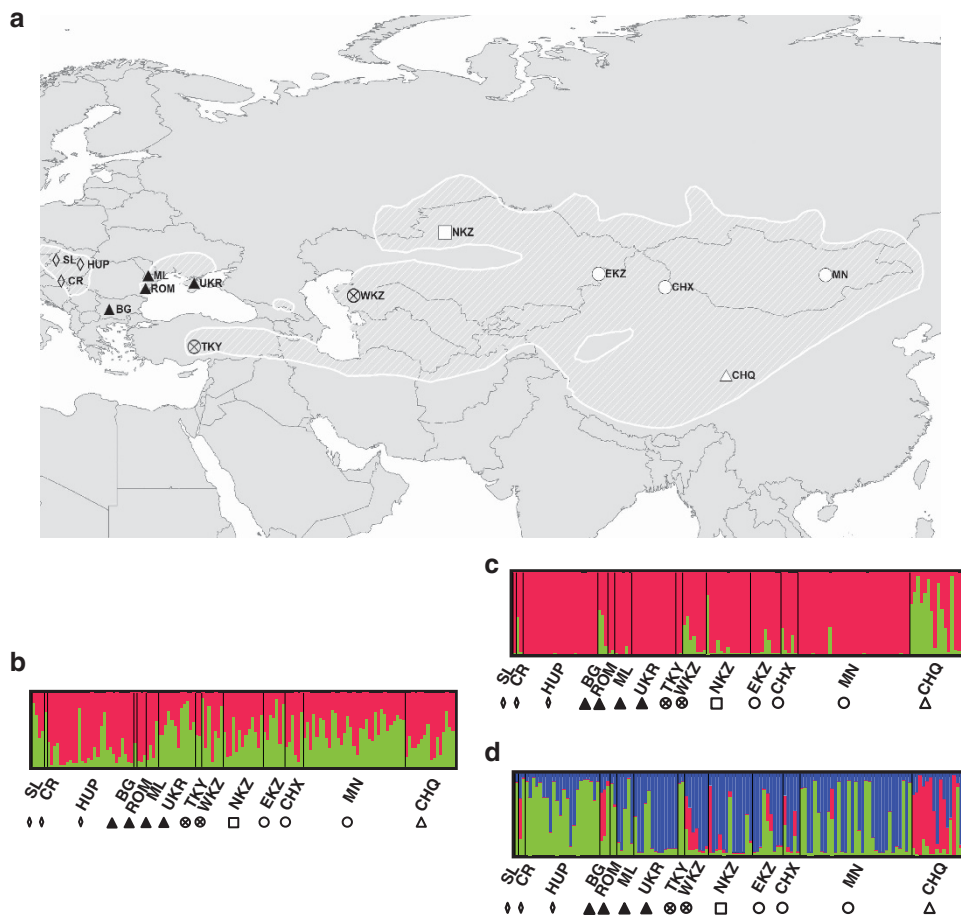 a
NKZ
SL
HUP
CR
ML
ROM
UKR
BG
WKZ
EKZ
CHX
MN
TKY
CHQ
c
SL
CR
HUP
BG
ROM
ML
UKR
TKY
WKZ
NKZ
EKZ
CHX
MN
CHQ
b
SL
CR
HUP
BG
ROM
ML
UKR
TKY
WKZ
NKZ
EKZ
CHX
MN
CHQ
d
SL
CR
HUP
BG
ROM
ML
UKR
TKY
WKZ
NKZ
EKZ
CHX
MN
CHQ